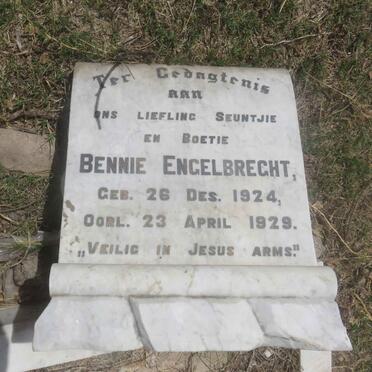 Ter Gedagtenis
aan
ons liefling Seuntjie
en Boetie
Bennie Engelbrecht,
Geb. 26 Des. 1924,
Oorl. 23 April 1929.
„Veilig in Jesus arms."